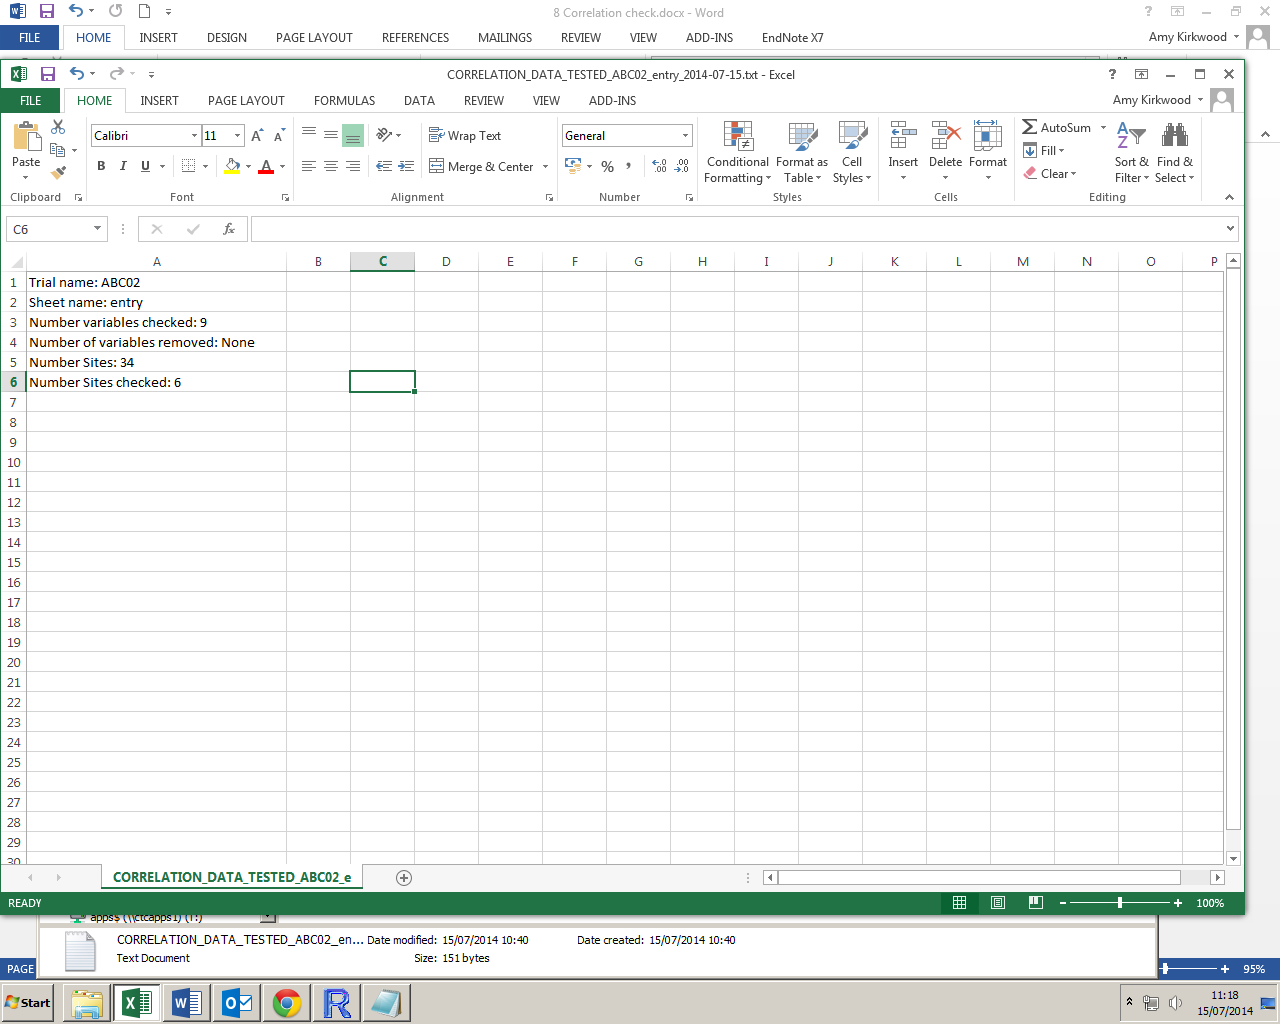 8 Correlation check.docx - Word
FILE HOME INSERT DESIGN PAGE LAYOUT REFERENCES MAILINGS REVIEW VIEW ADD-INS EndNote X7 Amy Kirkwood
CORRELATION_DATA_TESTED_ABC02_entry_2014-07-15.txt - Excel
FILE HOME INSERT PAGE LAYOUT FORMULAS DATA REVIEW VIEW ADD-INS Amy Kirkwood
Paste
Calibri 11
B I U
Wrap Text
Merge & Center
General
% ,
Conditional Formatting
Format as Table
Cell Styles
Insert Delete Format
AutoSum
Fill
Clear
Sort & Filter
Find & Select
Clipboard Font Alignment Number Styles Cells Editing
C6 fx
A B C D E F G H I J K L M N O P
1 Trial name: ABC02
2 Sheet name: entry
3 Number variables checked: 9
4 Number of variables removed: None
5 Number Sites: 34
6 Number Sites checked: 6
7
8
9
10
11
12
13
14
15
16
17
18
19
20
21
22
23
24
25
26
27
28
29
30
CORRELATION_DATA_TESTED_ABC02_e
READY 100%
apps$ (\\ctcapps1) (T:)
CORRELATION_DATA_TESTED_ABC02_en... Date modified: 15/07/2014 10:40 Date created: 15/07/2014 10:40
Text Document Size: 151 bytes
PAGE 95%
Start
11:18
15/07/2014